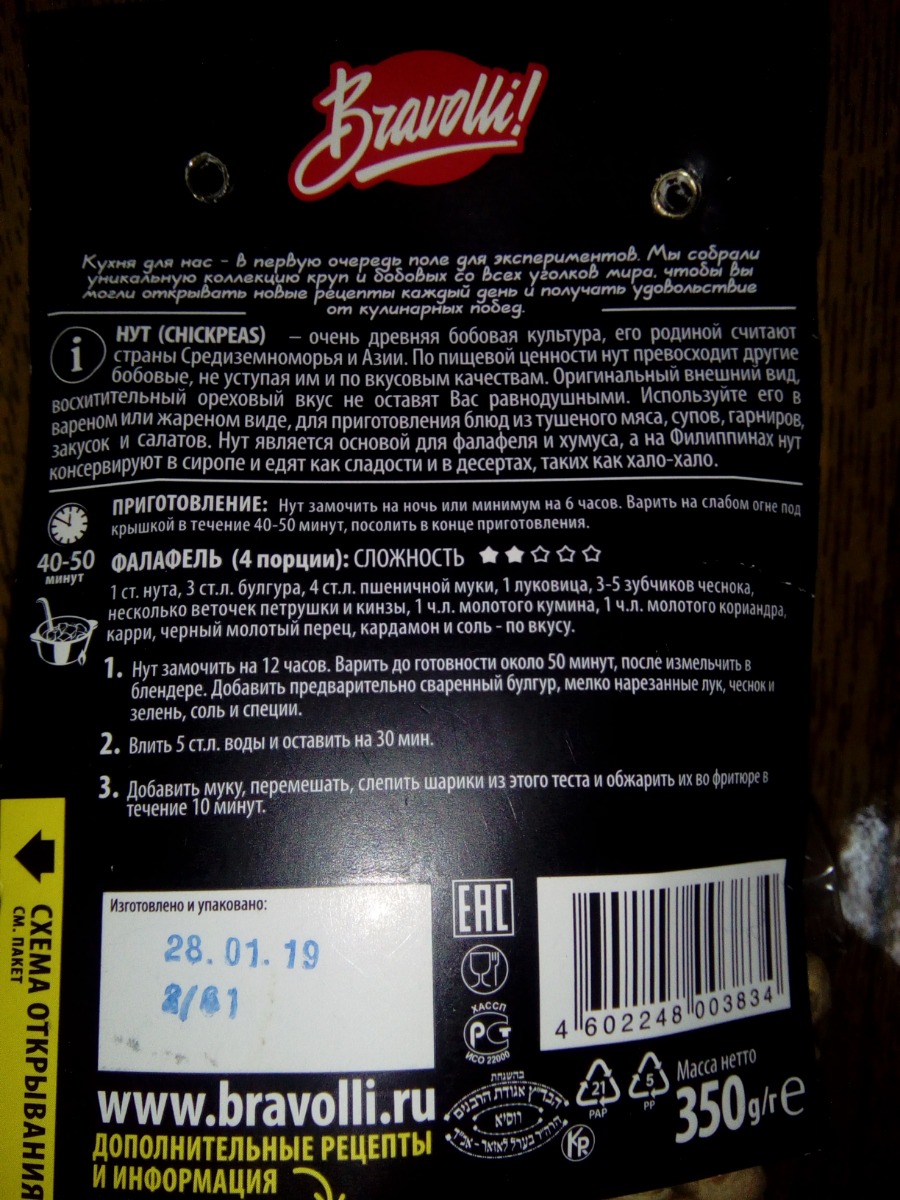 Bravolli!
Кухня для нас - в первую очередь поле для экспериментов. Мы собрали
уникальную коллекцию круп и бобовых со всех уголков мира, чтобы вы
могли открывать новые рецепты каждый день и получать удовольствие
от кулинарных побед.
i
НУТ (CHICKPEAS) – очень древняя бобовая культура, его родиной считают
страны Средиземноморья и Азии. По пищевой ценности нут превосходит другие
бобовые, не уступая им и по вкусовым качествам. Оригинальный внешний вид,
восхитительный ореховый вкус не оставят Вас равнодушными. Используйте его в
вареном или жареном виде, для приготовления блюд из тушеного мяса, супов, гарниров,
закусок и салатов. Нут является основой для фалафеля и хумуса, а на Филиппинах нут
консервируют в сиропе и едят как сладости и в десертах, таких как хало-хало.
ПРИГОТОВЛЕНИЕ: Нут замочить на ночь или минимум на 6 часов. Варить на слабом огне под
крышкой в течение 40-50 минут, посолить в конце приготовления.
40-50
минут
ФАЛАФЕЛЬ (4 порции): СЛОЖНОСТЬ ★★☆☆☆
1 ст. нута, 3 ст.л. булгура, 4 ст.л. пшеничной муки, 1 луковица, 3-5 зубчиков чеснока,
несколько веточек петрушки и кинзы, 1 ч.л. молотого кумина, 1 ч.л. молотого кориандра,
карри, черный молотый перец, кардамон и соль - по вкусу.
1. Нут замочить на 12 часов. Варить до готовности около 50 минут, после измельчить в
блендере. Добавить предварительно сваренный булгур, мелко нарезанные лук, чеснок и
зелень, соль и специи.
2. Влить 5 ст.л. воды и оставить на 30 мин.
3. Добавить муку, перемешать, слепить шарики из этого теста и обжарить их во фритюре в
течение 10 минут.
СХЕМА ОТКРЫВАНИЯ
СМ. ПАКЕТ
Изготовлено и упаковано:
28.01.19
EAC
ХАССП
РСТ
ИСО 22000
4 602248 003834
www.bravolli.ru
ДОПОЛНИТЕЛЬНЫЕ РЕЦЕПТЫ
И ИНФОРМАЦИЯ
בהשגחת
הבד"ץ אגודת הרבנים
רוסיא
KR
21
PAP
5
PP
Масса нетто
350g/г e